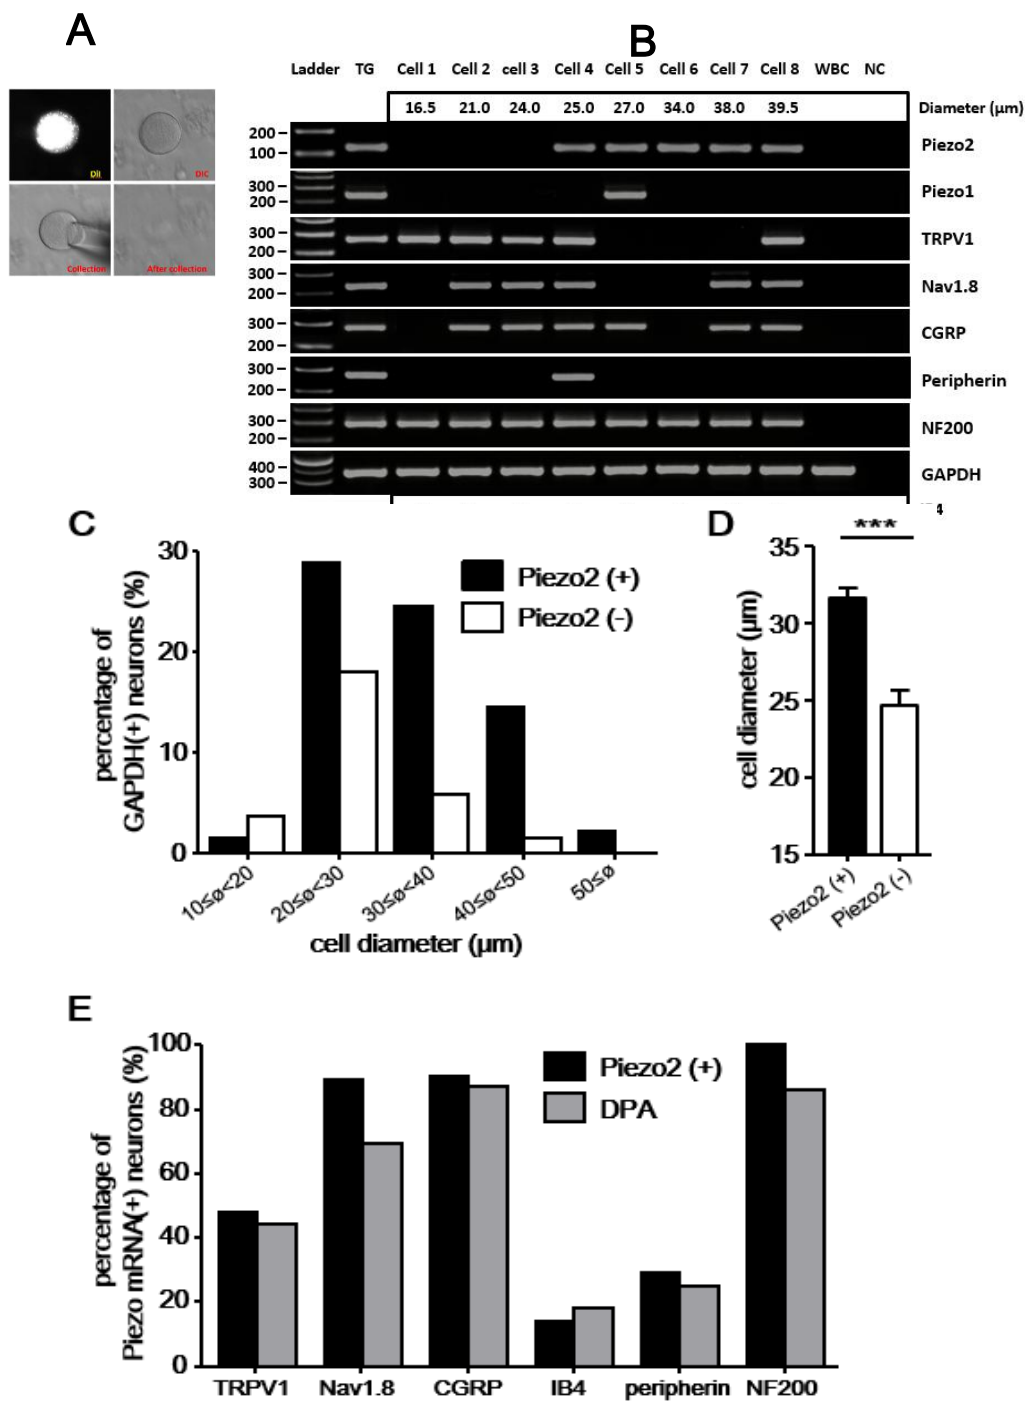 A
B
Ladder TG Cell 1 Cell 2 cell 3 Cell 4 Cell 5 Cell 6 Cell 7 Cell 8 WBC NC
16.5 21.0 24.0 25.0 27.0 34.0 38.0 39.5 Diameter (µm)
DiI DIC
Collection After collection
200
100
Piezo2
300
200
Piezo1
300
200
TRPV1
300
200
Nav1.8
300
200
CGRP
300
200
Peripherin
300
200
NF200
400
300
GAPDH
C
percentage of
GAPDH(+) neurons (%)
30
20
10
0
Piezo2 (+)
Piezo2 (-)
10≤ø<20 20≤ø<30 30≤ø<40 40≤ø<50 50≤ø
cell diameter (µm)
D
***
cell diameter (µm)
35
30
25
20
15
Piezo2 (+) Piezo2 (-)
E
percentage of
Piezo mRNA(+) neurons (%)
100
80
60
40
20
0
Piezo2 (+)
DPA
TRPV1 Nav1.8 CGRP IB4 peripherin NF200